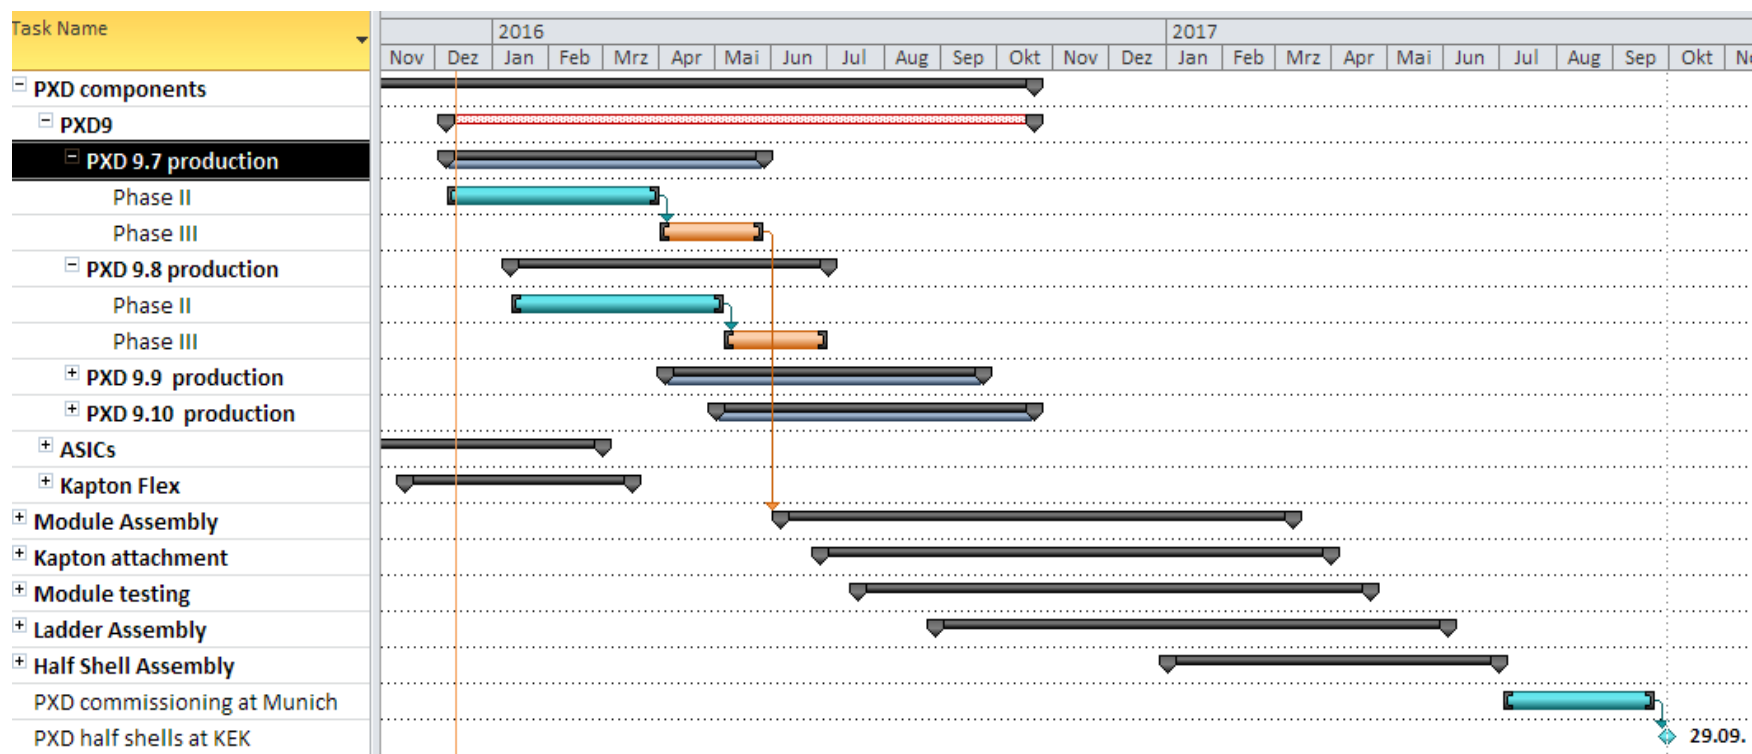 Task Name
2016 2017
Nov Dez Jan Feb Mrz Apr Mai Jun Jul Aug Sep Okt Nov Dez Jan Feb Mrz Apr Mai Jun Jul Aug Sep Okt
PXD components
PXD9
PXD 9.7 production
Phase II
Phase III
PXD 9.8 production
Phase II
Phase III
PXD 9.9 production
PXD 9.10 production
ASICs
Kapton Flex
Module Assembly
Kapton attachment
Module testing
Ladder Assembly
Half Shell Assembly
PXD commissioning at Munich
PXD half shells at KEK 29.09.